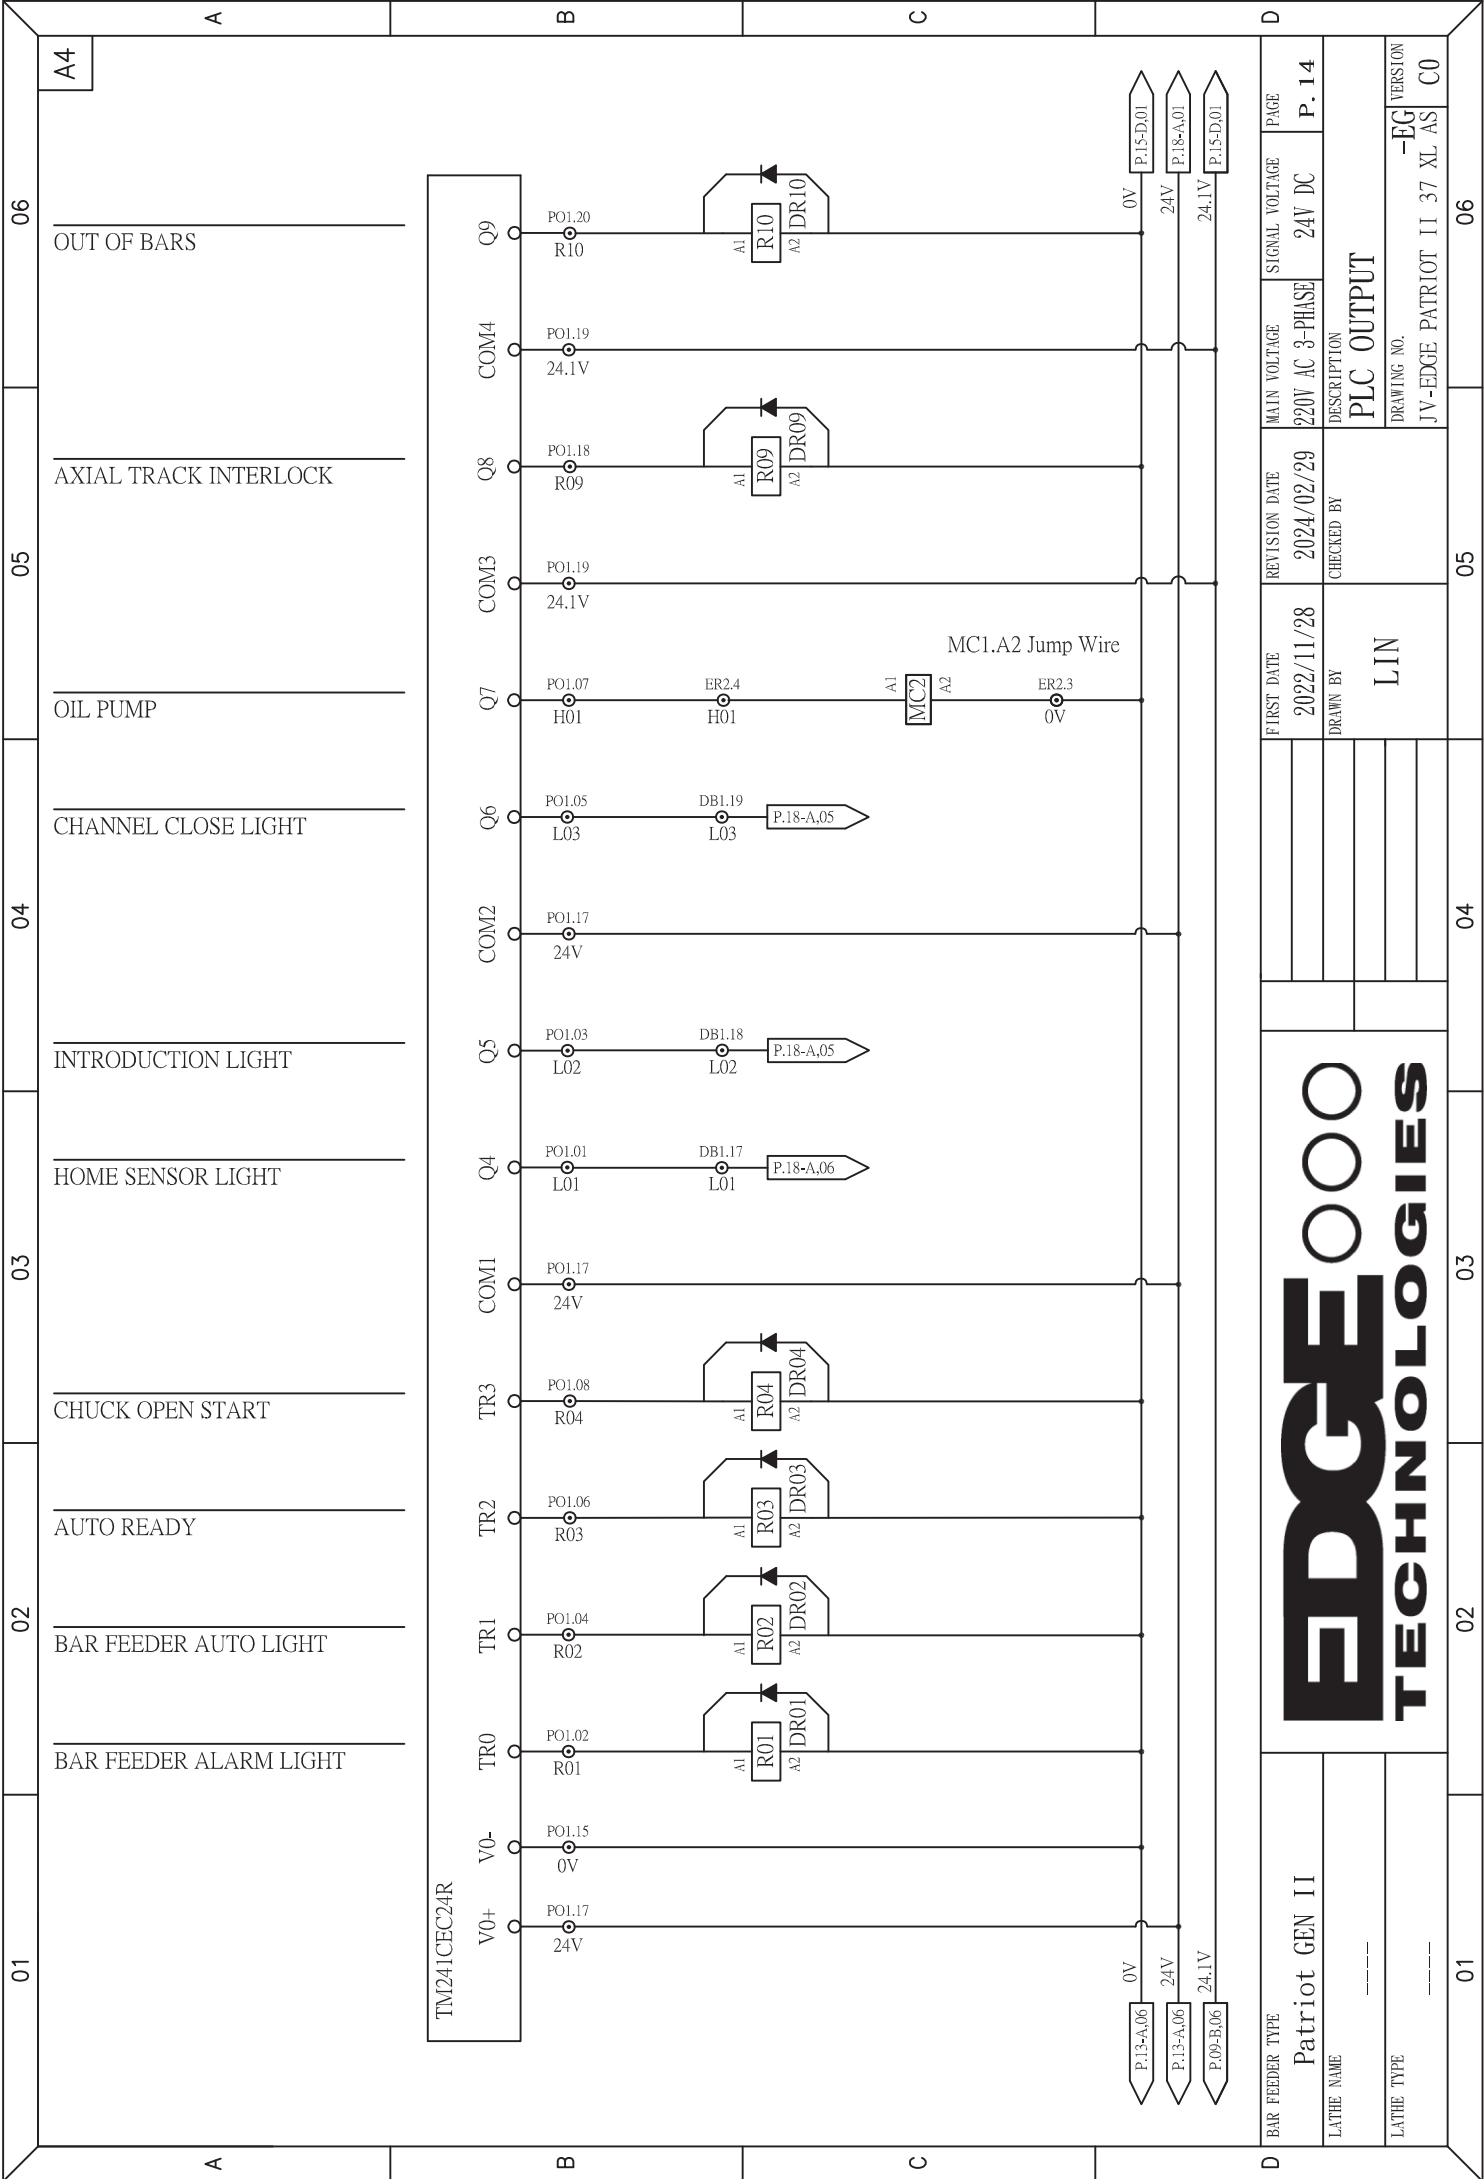 A4
01
02
03
04
05
06
A
B
C
D
BAR FEEDER ALARM LIGHT
BAR FEEDER AUTO LIGHT
AUTO READY
CHUCK OPEN START
HOME SENSOR LIGHT
INTRODUCTION LIGHT
CHANNEL CLOSE LIGHT
OIL PUMP
AXIAL TRACK INTERLOCK
OUT OF BARS
TM241CEC24R
V0+
PO1.17
24V
V0-
PO1.15
0V
TR0
PO1.02
R01
A1
R01
A2
DR01
TR1
PO1.04
R02
A1
R02
A2
DR02
TR2
PO1.06
R03
A1
R03
A2
DR03
TR3
PO1.08
R04
A1
R04
A2
DR04
COM1
PO1.17
24V
Q4
PO1.01
L01
DB1.17
L01
P.18-A,06
Q5
PO1.03
L02
DB1.18
L02
P.18-A,05
COM2
PO1.17
24V
Q6
PO1.05
L03
DB1.19
L03
P.18-A,05
Q7
PO1.07
H01
ER2.4
H01
A1
MC2
A2
ER2.3
0V
MC1.A2 Jump Wire
COM3
PO1.19
24.1V
Q8
PO1.18
R09
A1
R09
A2
DR09
COM4
PO1.19
24.1V
Q9
PO1.20
R10
A1
R10
A2
DR10
P.13-A,06
0V
0V
P.15-D,01
P.13-A,06
24V
24V
P.18-A,01
P.09-B,06
24.1V
24.1V
P.15-D,01
BAR FEEDER TYPE
Patriot GEN II
LATHE NAME
----
LATHE TYPE
----
EDGE
TECHNOLOGIES
FIRST DATE
2022/11/28
DRAWN BY
LIN
REVISION DATE
2024/02/29
CHECKED BY
MAIN VOLTAGE
220V AC 3-PHASE
SIGNAL VOLTAGE
24V DC
PAGE
P.14
DESCRIPTION
PLC OUTPUT
DRAWING NO.
-EG
JV-EDGE PATRIOT II 37 XL AS
VERSION
C0
A
B
C
D
01
02
03
04
05
06